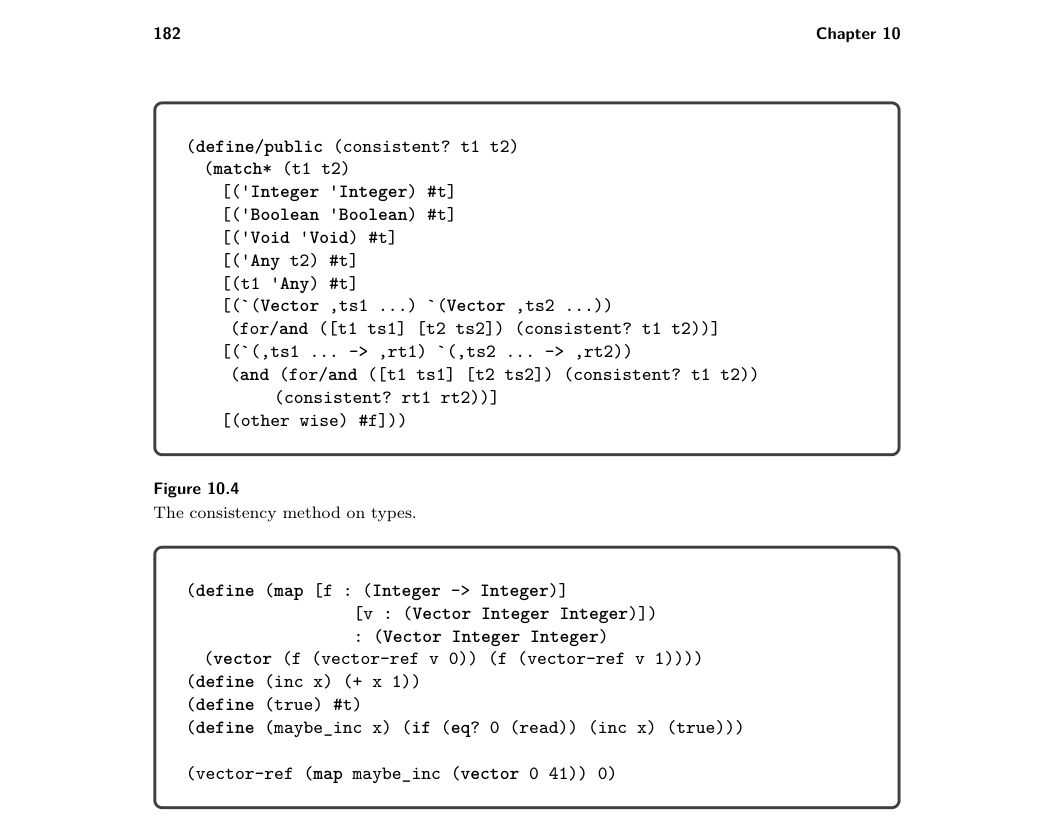 182 Chapter 10
(define/public (consistent? t1 t2)
  (match* (t1 t2)
    [('Integer 'Integer) #t]
    [('Boolean 'Boolean) #t]
    [('Void 'Void) #t]
    [('Any t2) #t]
    [(t1 'Any) #t]
    [(`(Vector ,ts1 ...) `(Vector ,ts2 ...))
     (for/and ([t1 ts1] [t2 ts2]) (consistent? t1 t2))]
    [(`(,ts1 ... -> ,rt1) `(,ts2 ... -> ,rt2))
     (and (for/and ([t1 ts1] [t2 ts2]) (consistent? t1 t2))
          (consistent? rt1 rt2))]
    [(other wise) #f]))
Figure 10.4
The consistency method on types.
(define (map [f : (Integer -> Integer)]
                   [v : (Vector Integer Integer)])
                   : (Vector Integer Integer)
  (vector (f (vector-ref v 0)) (f (vector-ref v 1))))
(define (inc x) (+ x 1))
(define (true) #t)
(define (maybe_inc x) (if (eq? 0 (read)) (inc x) (true)))
(vector-ref (map maybe_inc (vector 0 41)) 0)